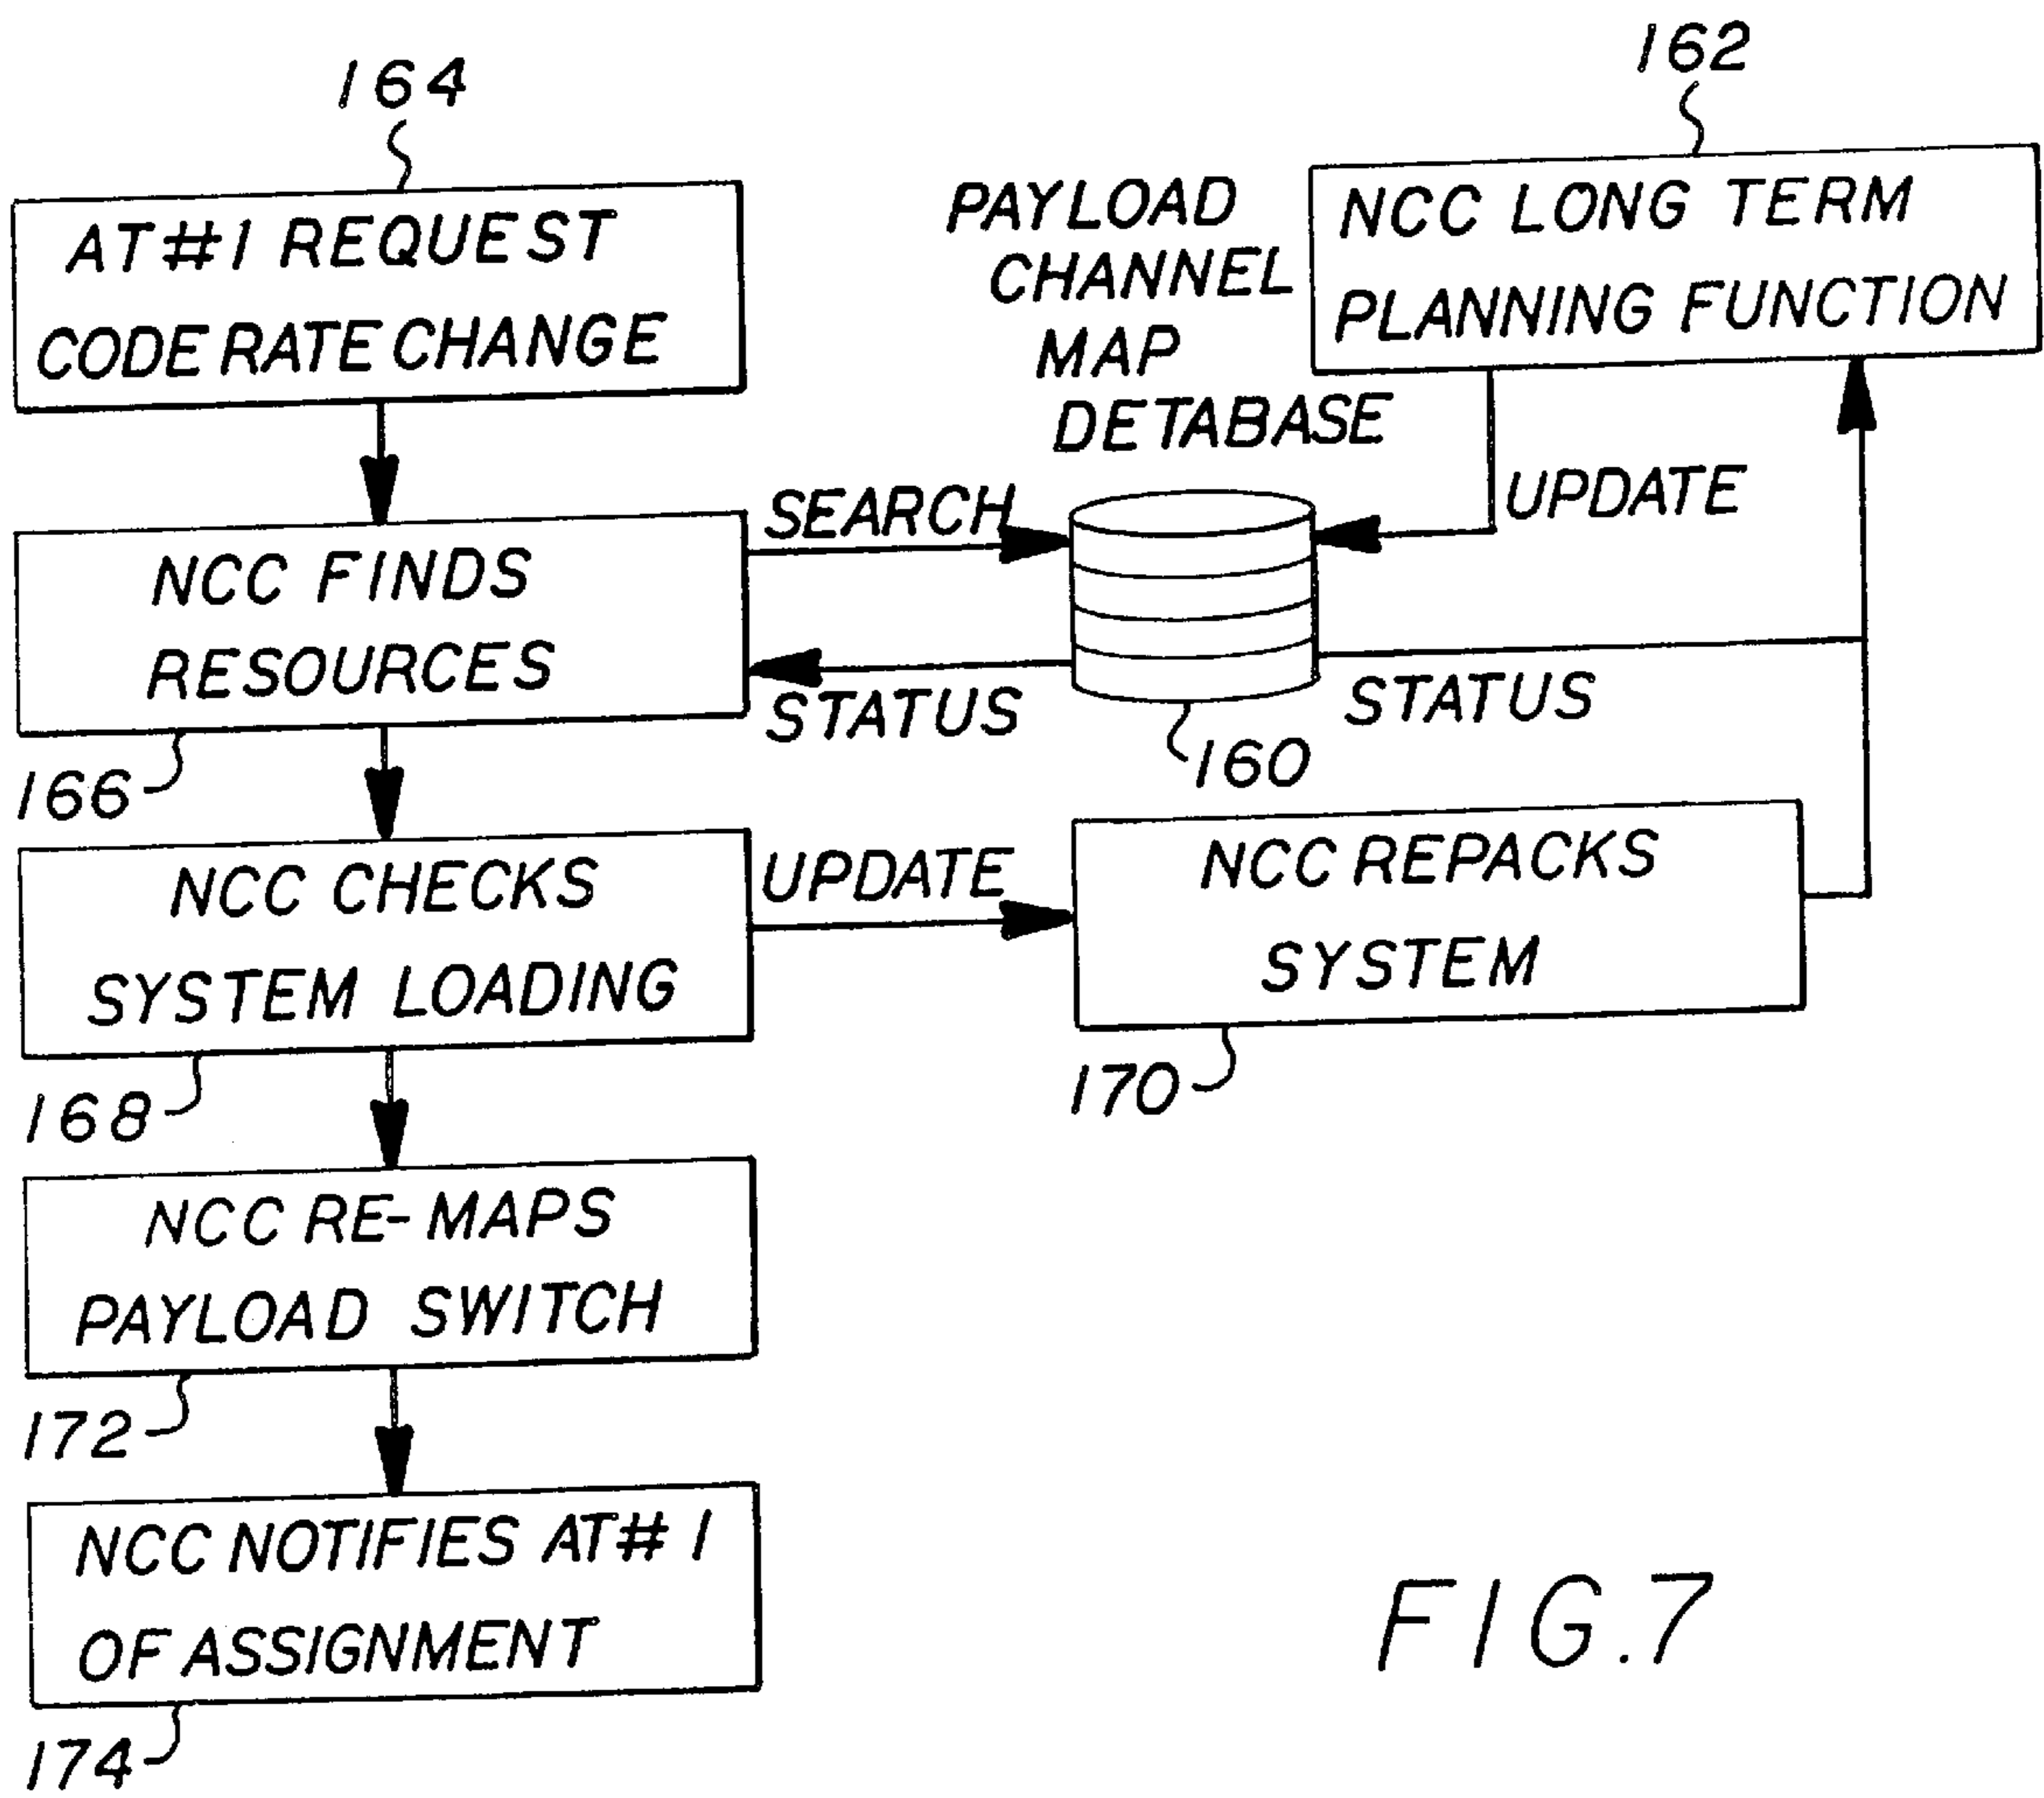 164
AT#1 REQUEST
CODE RATE CHANGE
PAYLOAD
CHANNEL
MAP
DETABASE
162
NCC LONG TERM
PLANNING FUNCTION
SEARCH
UPDATE
NCC FINDS
RESOURCES
STATUS
STATUS
160
166
NCC CHECKS
SYSTEM LOADING
UPDATE
NCC REPACKS
SYSTEM
168
170
NCC RE-MAPS
PAYLOAD SWITCH
172
NCC NOTIFIES AT#1
OF ASSIGNMENT
174
FIG.7